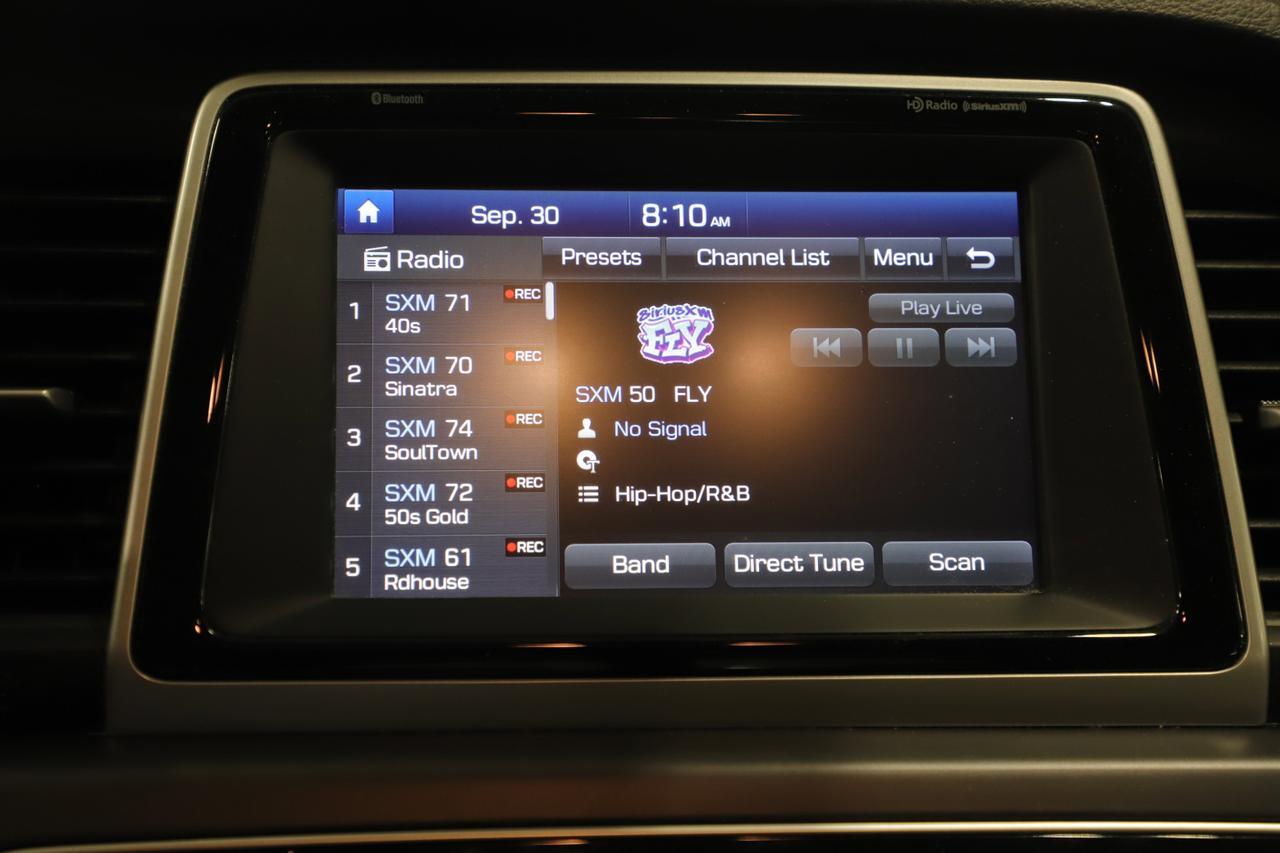 Bluetooth
HD Radio ((SiriusXM))
Sep. 30 8:10 AM
Radio Presets Channel List Menu
1 SXM 71 REC
40s
2 SXM 70 REC
Sinatra
3 SXM 74 REC
SoulTown
4 SXM 72 REC
50s Gold
5 SXM 61 REC
Rdhouse
SiriusXM
FLY
Play Live
SXM 50 FLY
No Signal
Hip-Hop/R&B
Band Direct Tune Scan